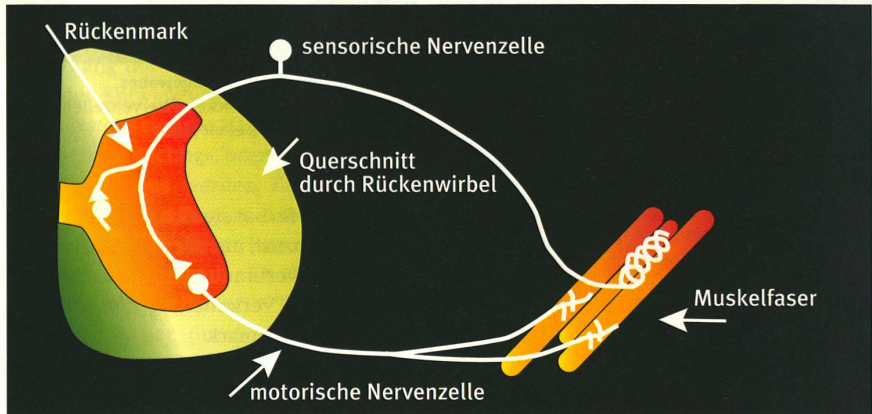 Rückenmark
sensorische Nervenzelle
Querschnitt
durch Rückenwirbel
Muskelfaser
motorische Nervenzelle